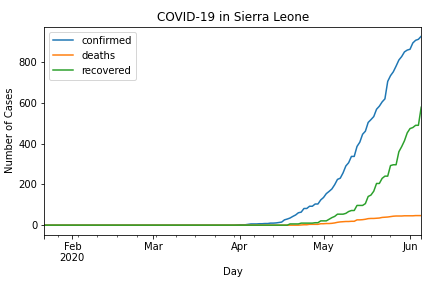 COVID-19 in Sierra Leone
confirmed
deaths
recovered
Number of Cases
800
600
400
200
0
Feb
2020
Mar
Apr
May
Jun
Day